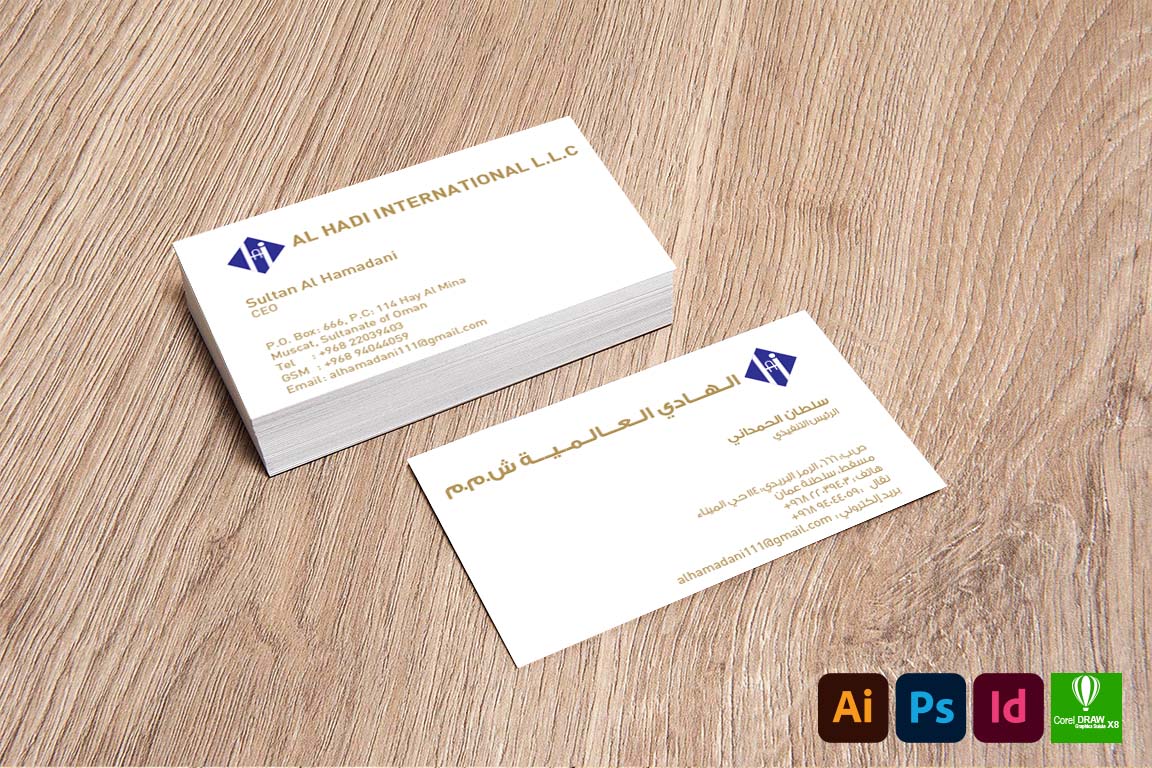 AL HADI INTERNATIONAL L.L.C
Sultan Al Hamadani
CEO
P.O. Box: 666, P.C: 114 Hay Al Mina
Muscat, Sultanate of Oman
Tel : +968 22039403
GSM : +968 94044059
Email : alhamadani111@gmail.com
الهادي العالمية ش.م.م
سلطان الحمداني
الرئيس التنفيذي
ص.ب: ٦٦٦، الرمز البريدي: ١١٤ حي الميناء
مسقط، سلطنة عمان
هاتف : ٢٢٠٣٩٤٠٣ ٩٦٨+
نقال : ٩٤٠٤٤٠٥٩ ٩٦٨+
بريد إلكتروني : alhamadani111@gmail.com
Ai
Ps
Id
Corel DRAW
Graphics Suisle X8